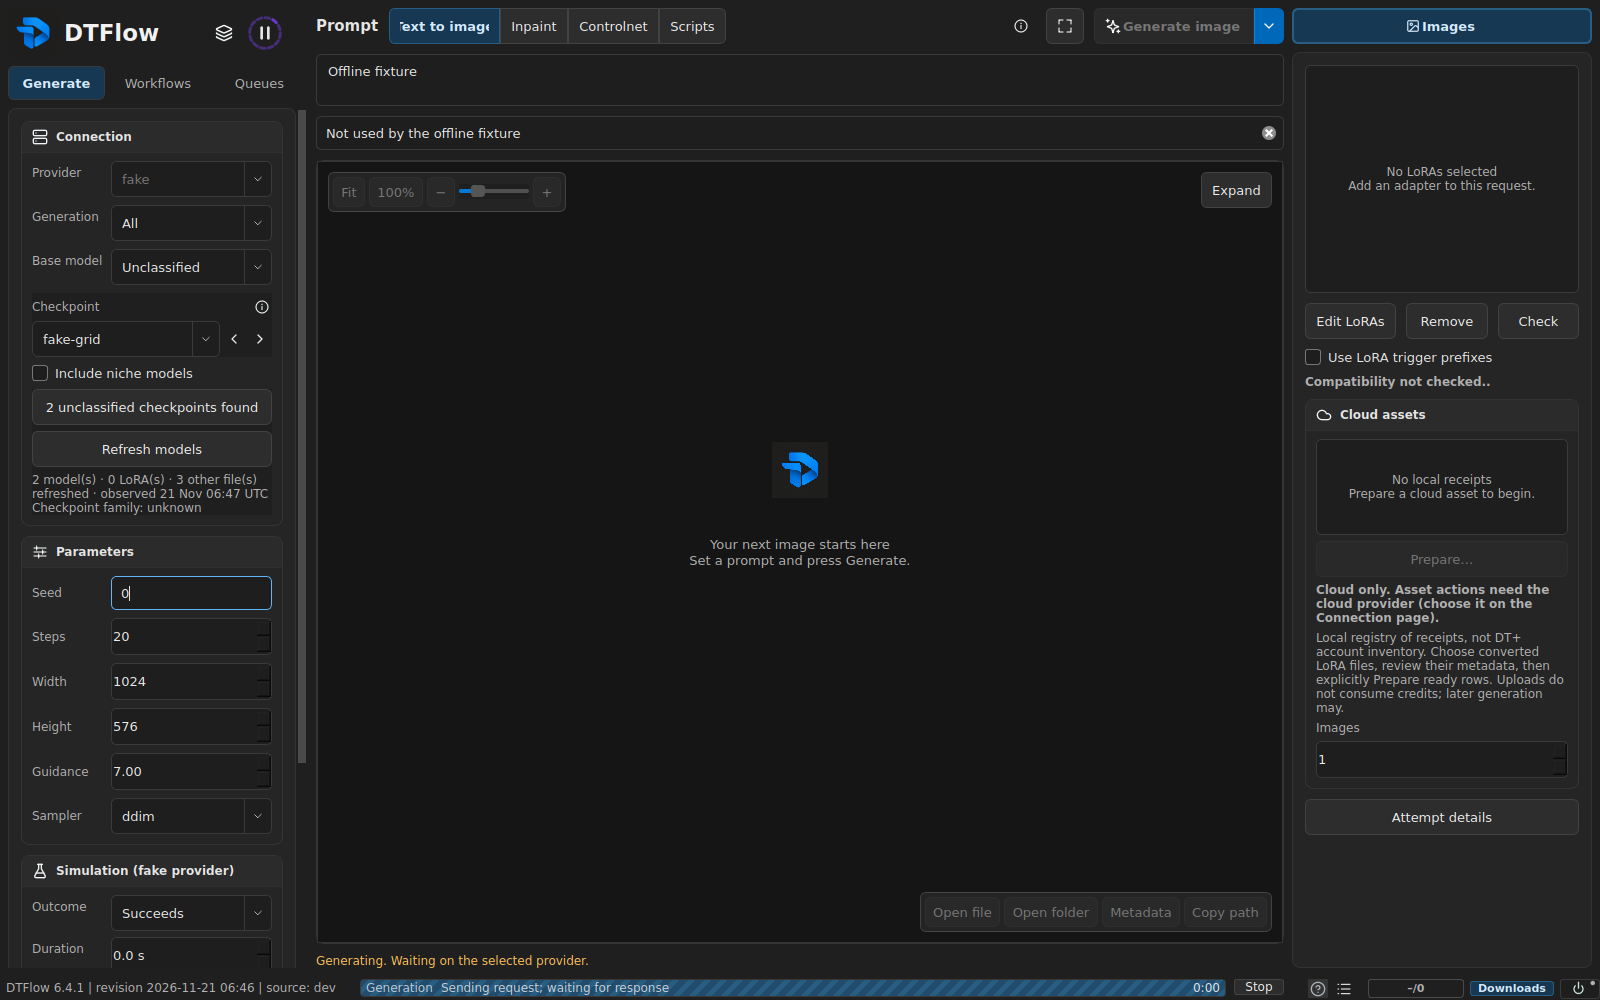 DTFlow
Generate
Workflows
Queues
Connection
Provider
fake
Generation
All
Base model
Unclassified
Checkpoint
fake-grid
Include niche models
2 unclassified checkpoints found
Refresh models
2 model(s) · 0 LoRA(s) · 3 other file(s)
refreshed · observed 21 Nov 06:47 UTC
Checkpoint family: unknown
Parameters
Seed
0
Steps
20
Width
1024
Height
576
Guidance
7.00
Sampler
ddim
Simulation (fake provider)
Outcome
Succeeds
Duration
0.0 s
Prompt
Text to image
Inpaint
Controlnet
Scripts
Generate image
Offline fixture
Not used by the offline fixture
Fit
100%
Expand
Your next image starts here
Set a prompt and press Generate.
Open file
Open folder
Metadata
Copy path
Generating. Waiting on the selected provider.
Images
No LoRAs selected
Add an adapter to this request.
Edit LoRAs
Remove
Check
Use LoRA trigger prefixes
Compatibility not checked..
Cloud assets
No local receipts
Prepare a cloud asset to begin.
Prepare...
Cloud only. Asset actions need the
cloud provider (choose it on the
Connection page).
Local registry of receipts, not DT+
account inventory. Choose converted
LoRA files, review their metadata, then
explicitly Prepare ready rows. Uploads do
not consume credits; later generation
may.
Images
1
Attempt details
DTFlow 6.4.1 | revision 2026-11-21 06:46 | source: dev
Generation Sending request; waiting for response
0:00
Stop
-/0
Downloads